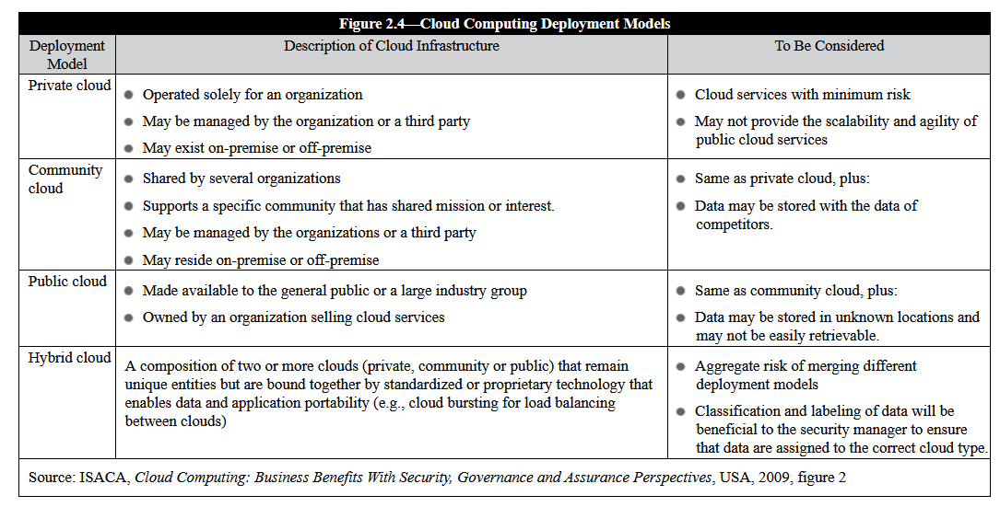 Figure 2.4—Cloud Computing Deployment Models
Deployment
Model
Description of Cloud Infrastructure
To Be Considered
Private cloud
Operated solely for an organization
May be managed by the organization or a third party
May exist on-premise or off-premise
Cloud services with minimum risk
May not provide the scalability and agility of
public cloud services
Community
cloud
Shared by several organizations
Supports a specific community that has shared mission or interest.
May be managed by the organizations or a third party
May reside on-premise or off-premise
Same as private cloud, plus:
Data may be stored with the data of
competitors.
Public cloud
Made available to the general public or a large industry group
Owned by an organization selling cloud services
Same as community cloud, plus:
Data may be stored in unknown locations and
may not be easily retrievable.
Hybrid cloud
A composition of two or more clouds (private, community or public) that remain
unique entities but are bound together by standardized or proprietary technology that
enables data and application portability (e.g., cloud bursting for load balancing
between clouds)
Aggregate risk of merging different
deployment models
Classification and labeling of data will be
beneficial to the security manager to ensure
that data are assigned to the correct cloud type.
Source: ISACA, Cloud Computing: Business Benefits With Security, Governance and Assurance Perspectives, USA, 2009, figure 2